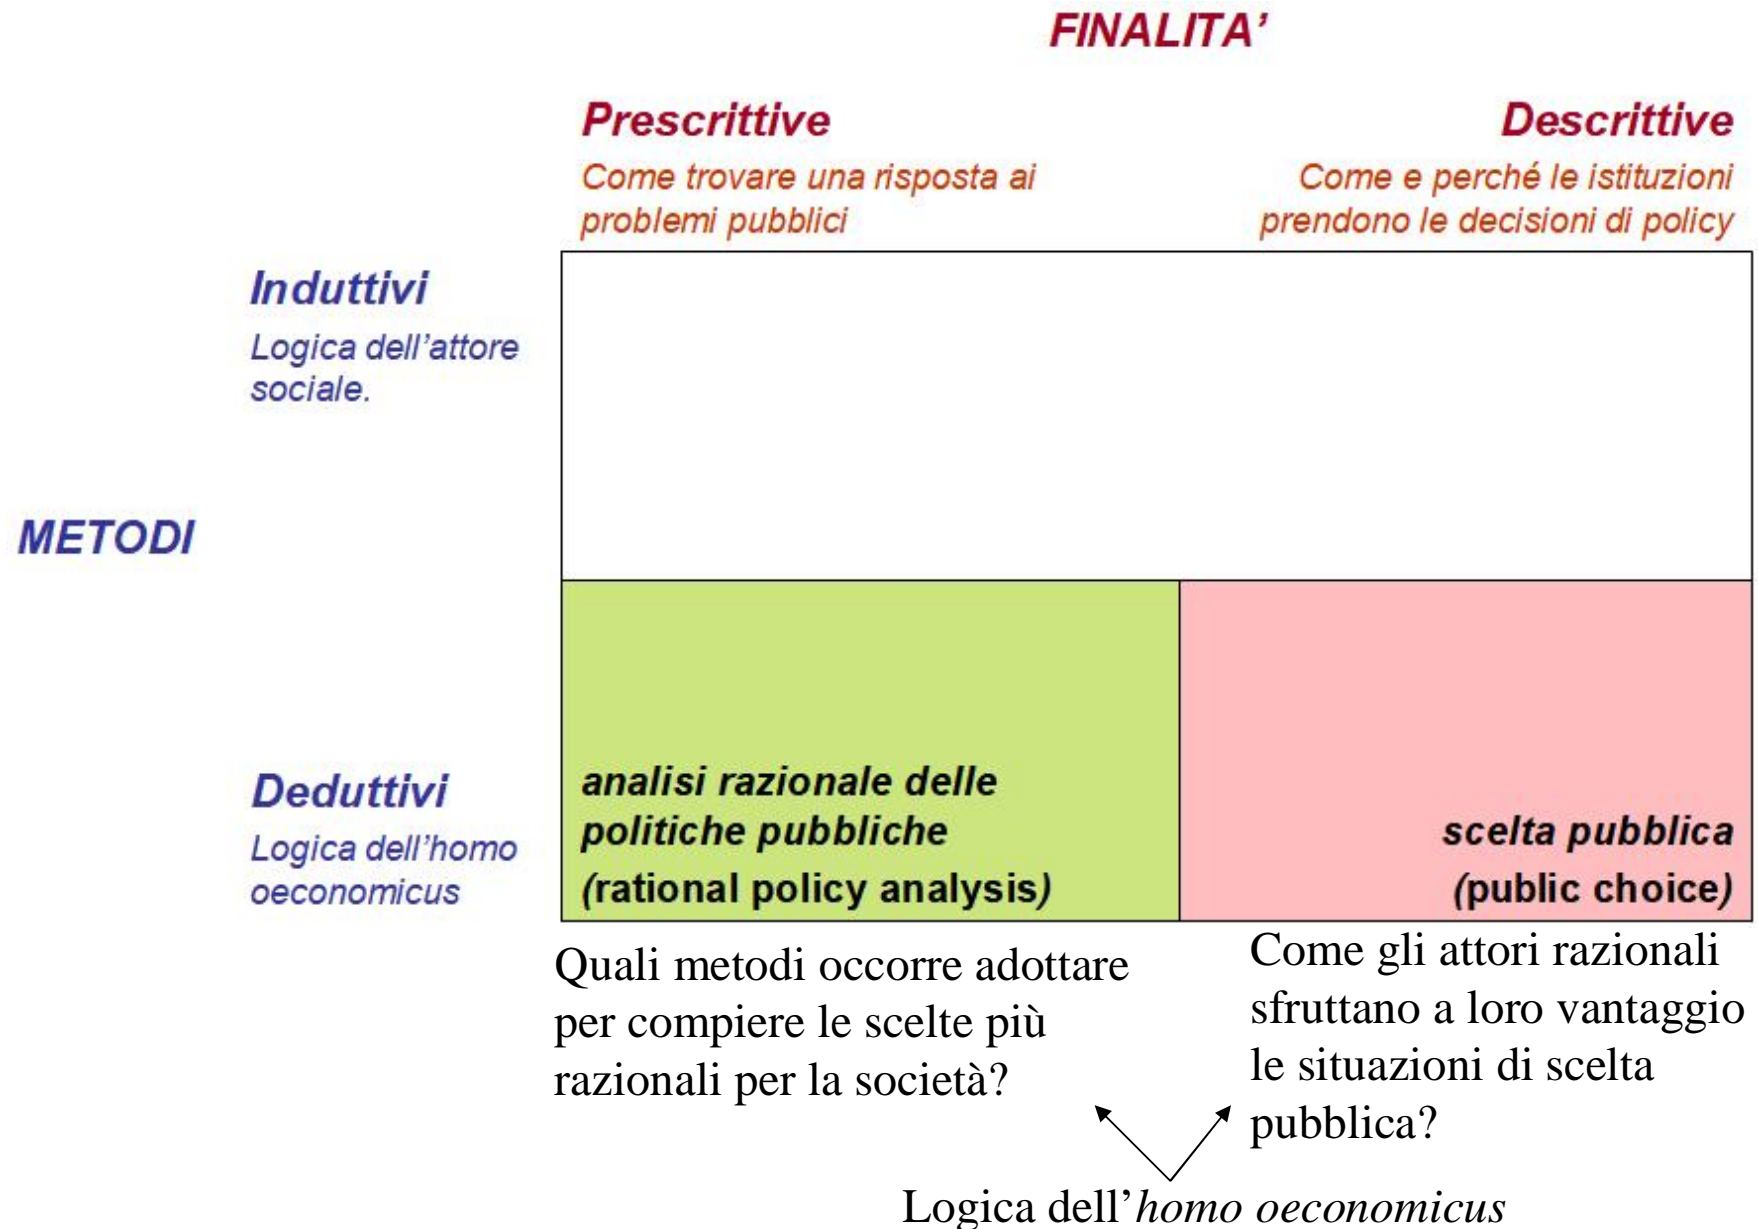 FINALITA’
Prescrittive
Come trovare una risposta ai
problemi pubblici
Descrittive
Come e perché le istituzioni
prendono le decisioni di policy
Induttivi
Logica dell’attore
sociale.
METODI
Deduttivi
Logica dell’homo
oeconomicus
analisi razionale delle
politiche pubbliche
(rational policy analysis)
scelta pubblica
(public choice)
Quali metodi occorre adottare
per compiere le scelte più
razionali per la società?
Come gli attori razionali
sfruttano a loro vantaggio
le situazioni di scelta
pubblica?
Logica dell’homo oeconomicus